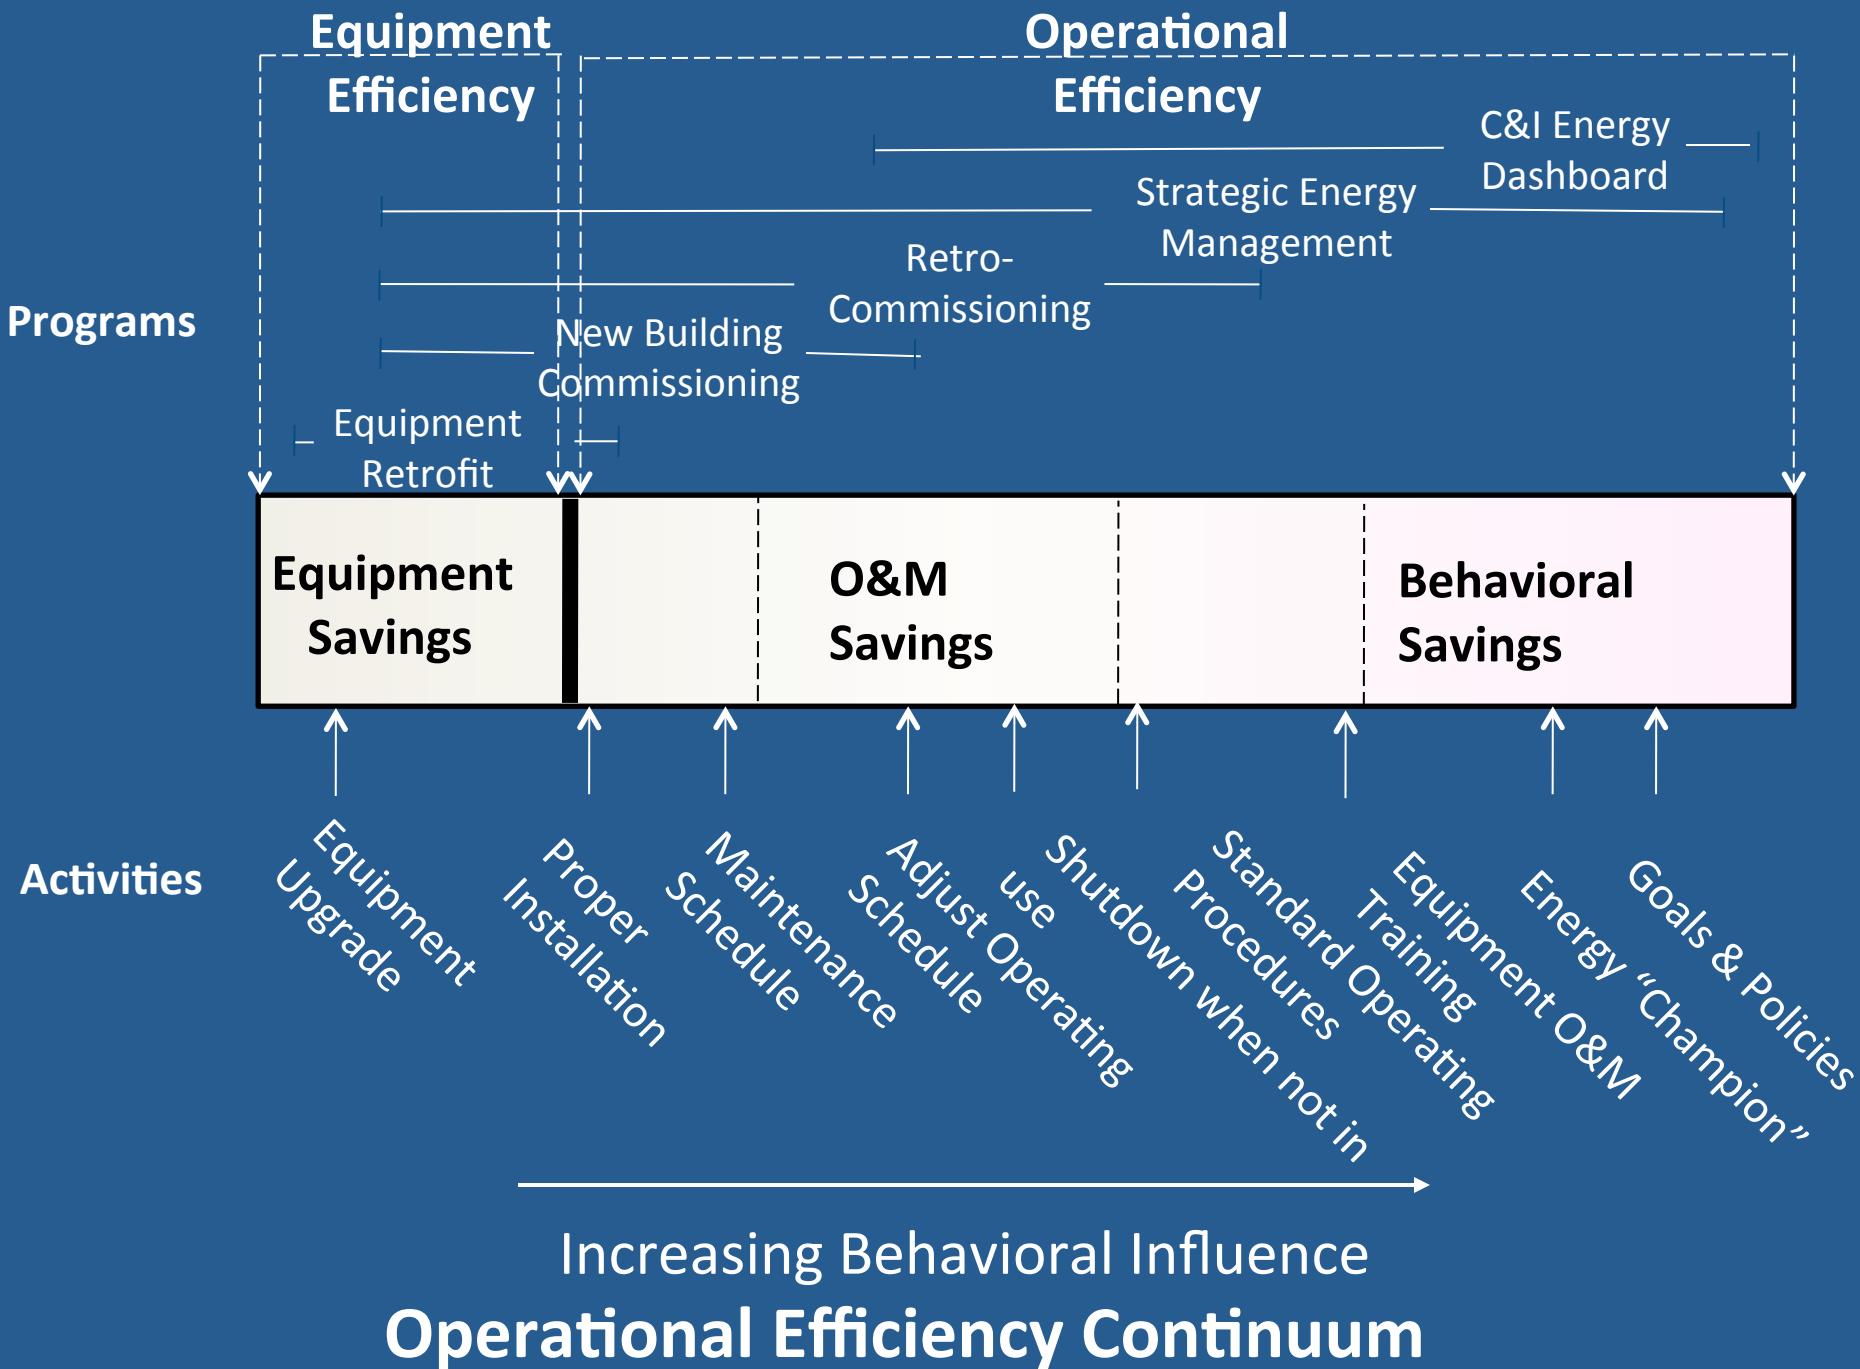 Equipment
Efficiency
Operational
Efficiency
C&I Energy
Dashboard
Strategic Energy
Management
Retro-
Commissioning
Programs
New Building
Commissioning
Equipment
Retrofit
Equipment
Savings
O&M
Savings
Behavioral
Savings
Activities
Equipment
Upgrade
Proper
Installation
Maintenance
Schedule
Adjust Operating
Schedule
Shutdown when not in
use
Standard Operating
Procedures
Equipment O&M
Training
Energy “Champion”
Goals & Policies
Increasing Behavioral Influence
Operational Efficiency Continuum